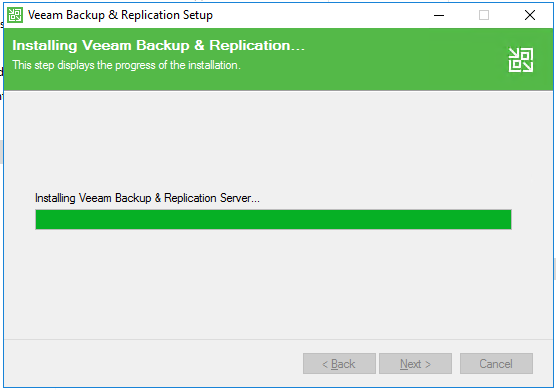 Veeam Backup & Replication Setup
Installing Veeam Backup & Replication...
This step displays the progress of the installation.
Installing Veeam Backup & Replication Server...
< Back
Next >
Cancel